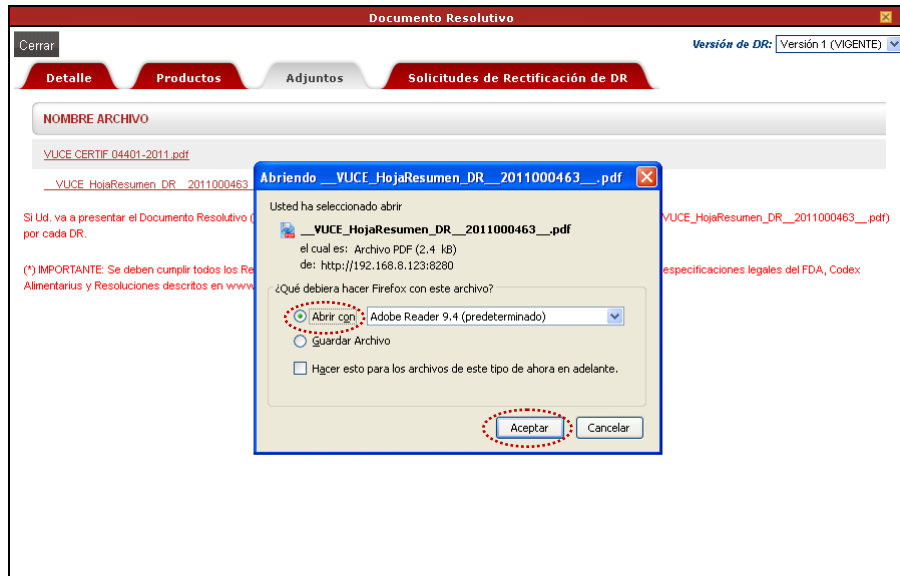 Documento Resolutivo
Cerrar
Versión de DR: Versión 1 (VIGENTE)
Detalle Productos Adjuntos Solicitudes de Rectificación de DR
NOMBRE ARCHIVO
VUCE CERTIF 04401-2011.pdf
__VUCE_HojaResumen_DR__2011000463
Abriendo __VUCE_HojaResumen_DR__2011000463__.pdf
Usted ha seleccionado abrir
Si Ud. va a presentar el Documento Resolutivo ( VUCE_HojaResumen_DR__2011000463__.pdf)
por cada DR.
__VUCE_HojaResumen_DR__2011000463__.pdf
el cual es: Archivo PDF (2.4 kB)
de: http://192.168.8.123:8280
(*) IMPORTANTE: Se deben cumplir todos los Re especificaciones legales del FDA, Codex
Alimentarius y Resoluciones descritos en www
¿Qué debiera hacer Firefox con este archivo?
Abrir con Adobe Reader 9.4 (predeterminado)
Guardar Archivo
Hacer esto para los archivos de este tipo de ahora en adelante.
Aceptar Cancelar